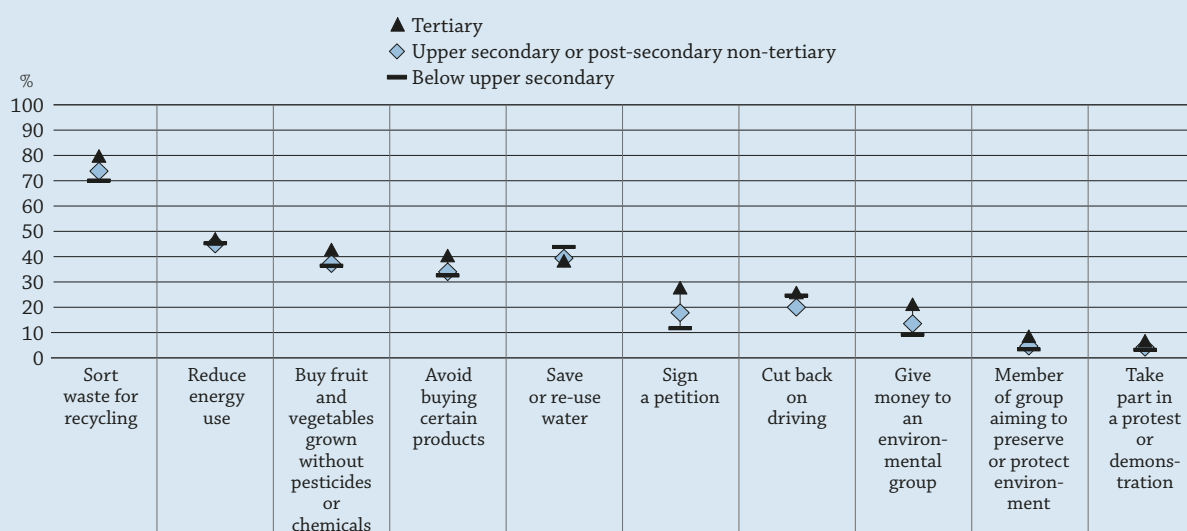 Tertiary
Upper secondary or post-secondary non-tertiary
Below upper secondary
%
100
90
80
70
60
50
40
30
20
10
0
Sort
waste for
recycling
Reduce
energy
use
Buy fruit
and
vegetables
grown
without
pesticides
or
chemicals
Avoid
buying
certain
products
Save
or re-use
water
Sign
a petition
Cut back
on
driving
Give
money to
an
environ-
mental
group
Member
of group
aiming to
preserve
or protect
environ-
ment
Take
part in
a protest
or
demons-
tration